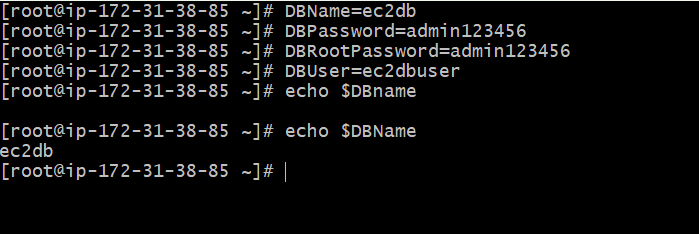 [root@ip-172-31-38-85 ~]# DBName=ec2db
[root@ip-172-31-38-85 ~]# DBPassword=admin123456
[root@ip-172-31-38-85 ~]# DBRootPassword=admin123456
[root@ip-172-31-38-85 ~]# DBUser=ec2dbuser
[root@ip-172-31-38-85 ~]# echo $DBname
[root@ip-172-31-38-85 ~]# echo $DBName
ec2db
[root@ip-172-31-38-85 ~]#